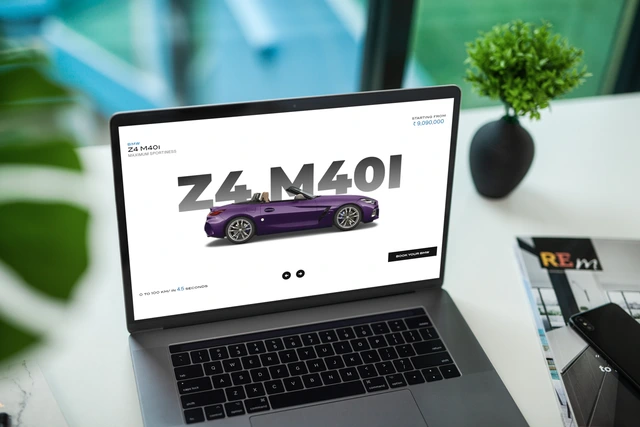 BMW
Z4 M40I
MAXIMUM SPORTINESS
STARTING FROM
₹ 9,090,000
Z4 M40I
BOOK YOUR BMW
0 TO 100 KM/ IN 4.5 SECONDS
REm
to